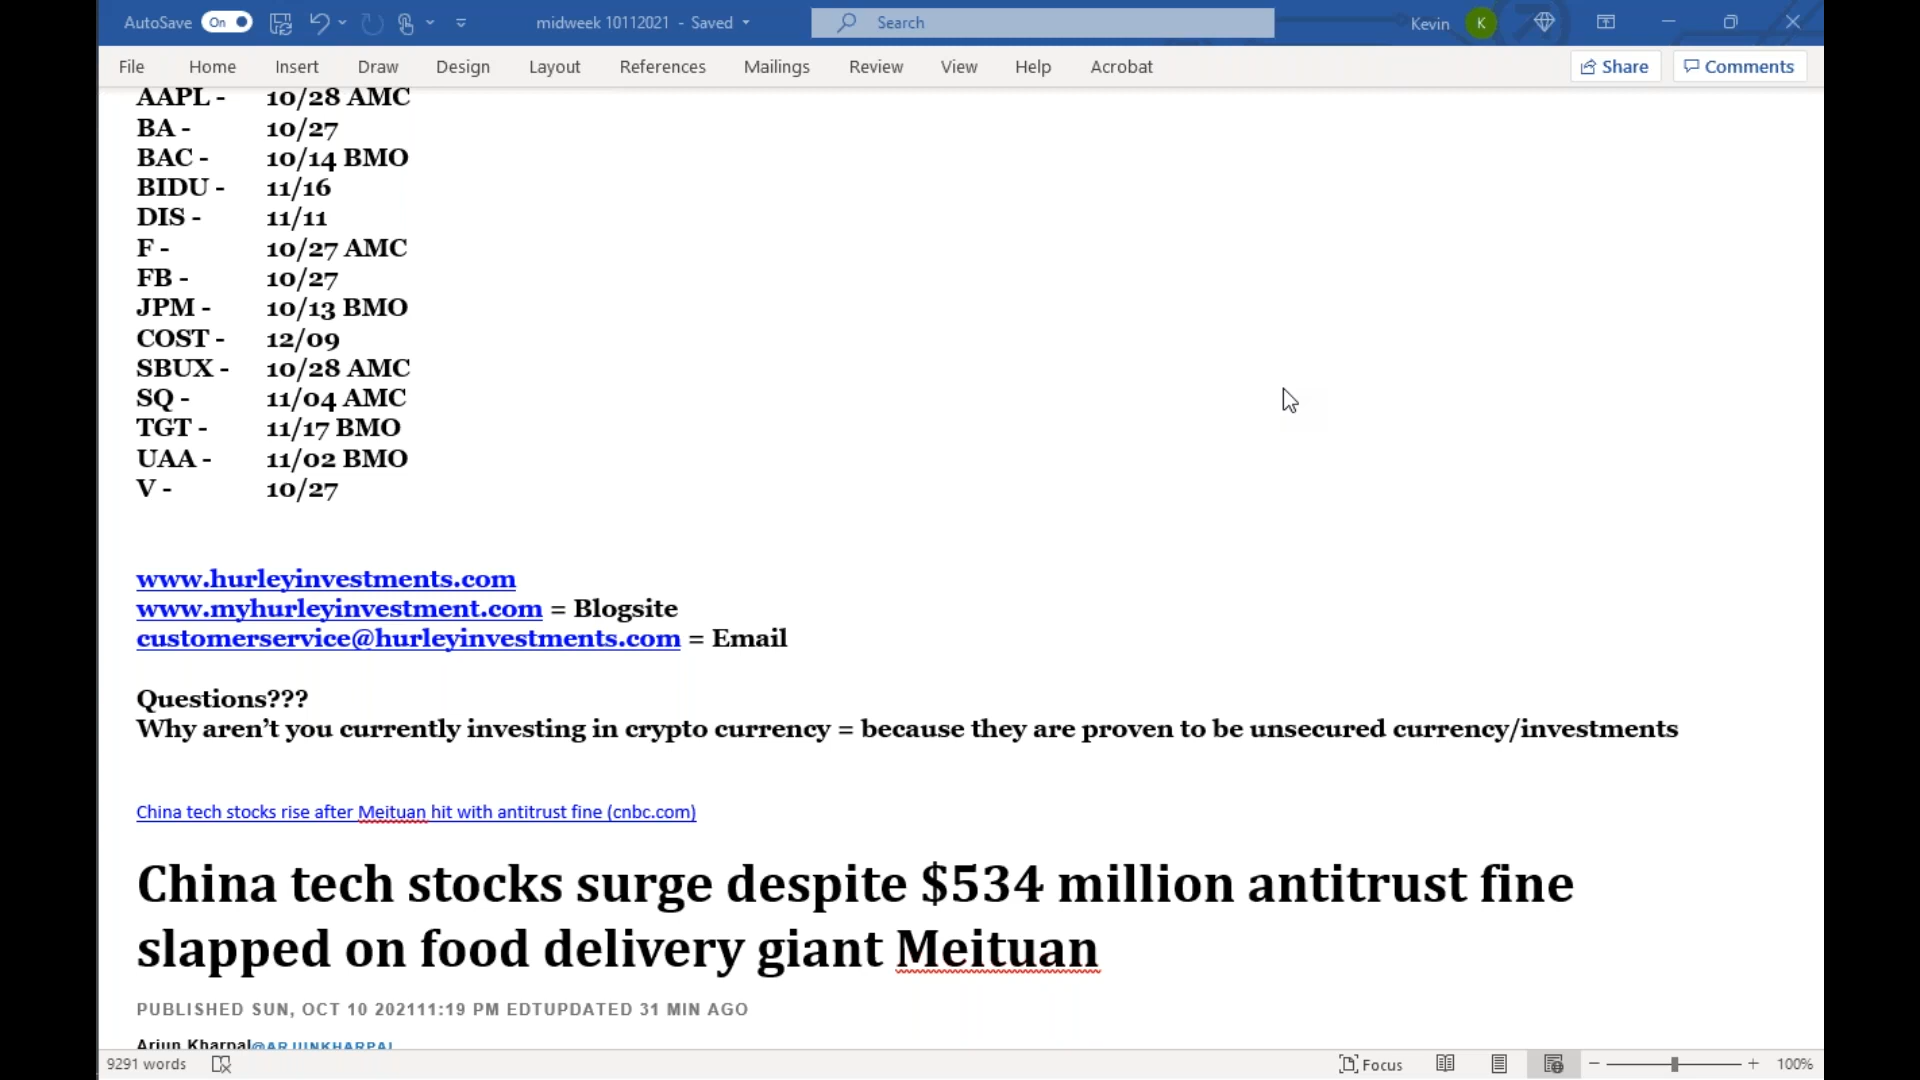 AutoSave On midweek 10112021 - Saved Search Kevin K
File Home Insert Draw Design Layout References Mailings Review View Help Acrobat Share Comments
AAPL - 10/28 AMC
BA - 10/27
BAC - 10/14 BMO
BIDU - 11/16
DIS - 11/11
F - 10/27 AMC
FB - 10/27
JPM - 10/13 BMO
COST - 12/09
SBUX - 10/28 AMC
SQ - 11/04 AMC
TGT - 11/17 BMO
UAA - 11/02 BMO
V - 10/27
www.hurleyinvestments.com
www.myhurleyinvestment.com = Blogsite
customerservice@hurleyinvestments.com = Email
Questions???
Why aren't you currently investing in crypto currency = because they are proven to be unsecured currency/investments
China tech stocks rise after Meituan hit with antitrust fine (cnbc.com)
China tech stocks surge despite $534 million antitrust fine
slapped on food delivery giant Meituan
PUBLISHED SUN, OCT 10 202111:19 PM EDTUPDATED 31 MIN AGO
Arjun Kharpal@ARJUNKHARPAL
9291 words Focus 100%